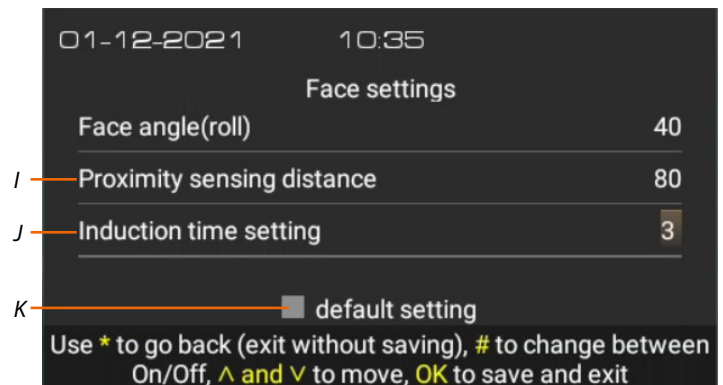 01-12-2021 10:35
Face settings
Face angle(roll) 40
I Proximity sensing distance 80
J Induction time setting 3
K default setting
Use * to go back (exit without saving), # to change between
On/Off, ∧ and ∨ to move, OK to save and exit